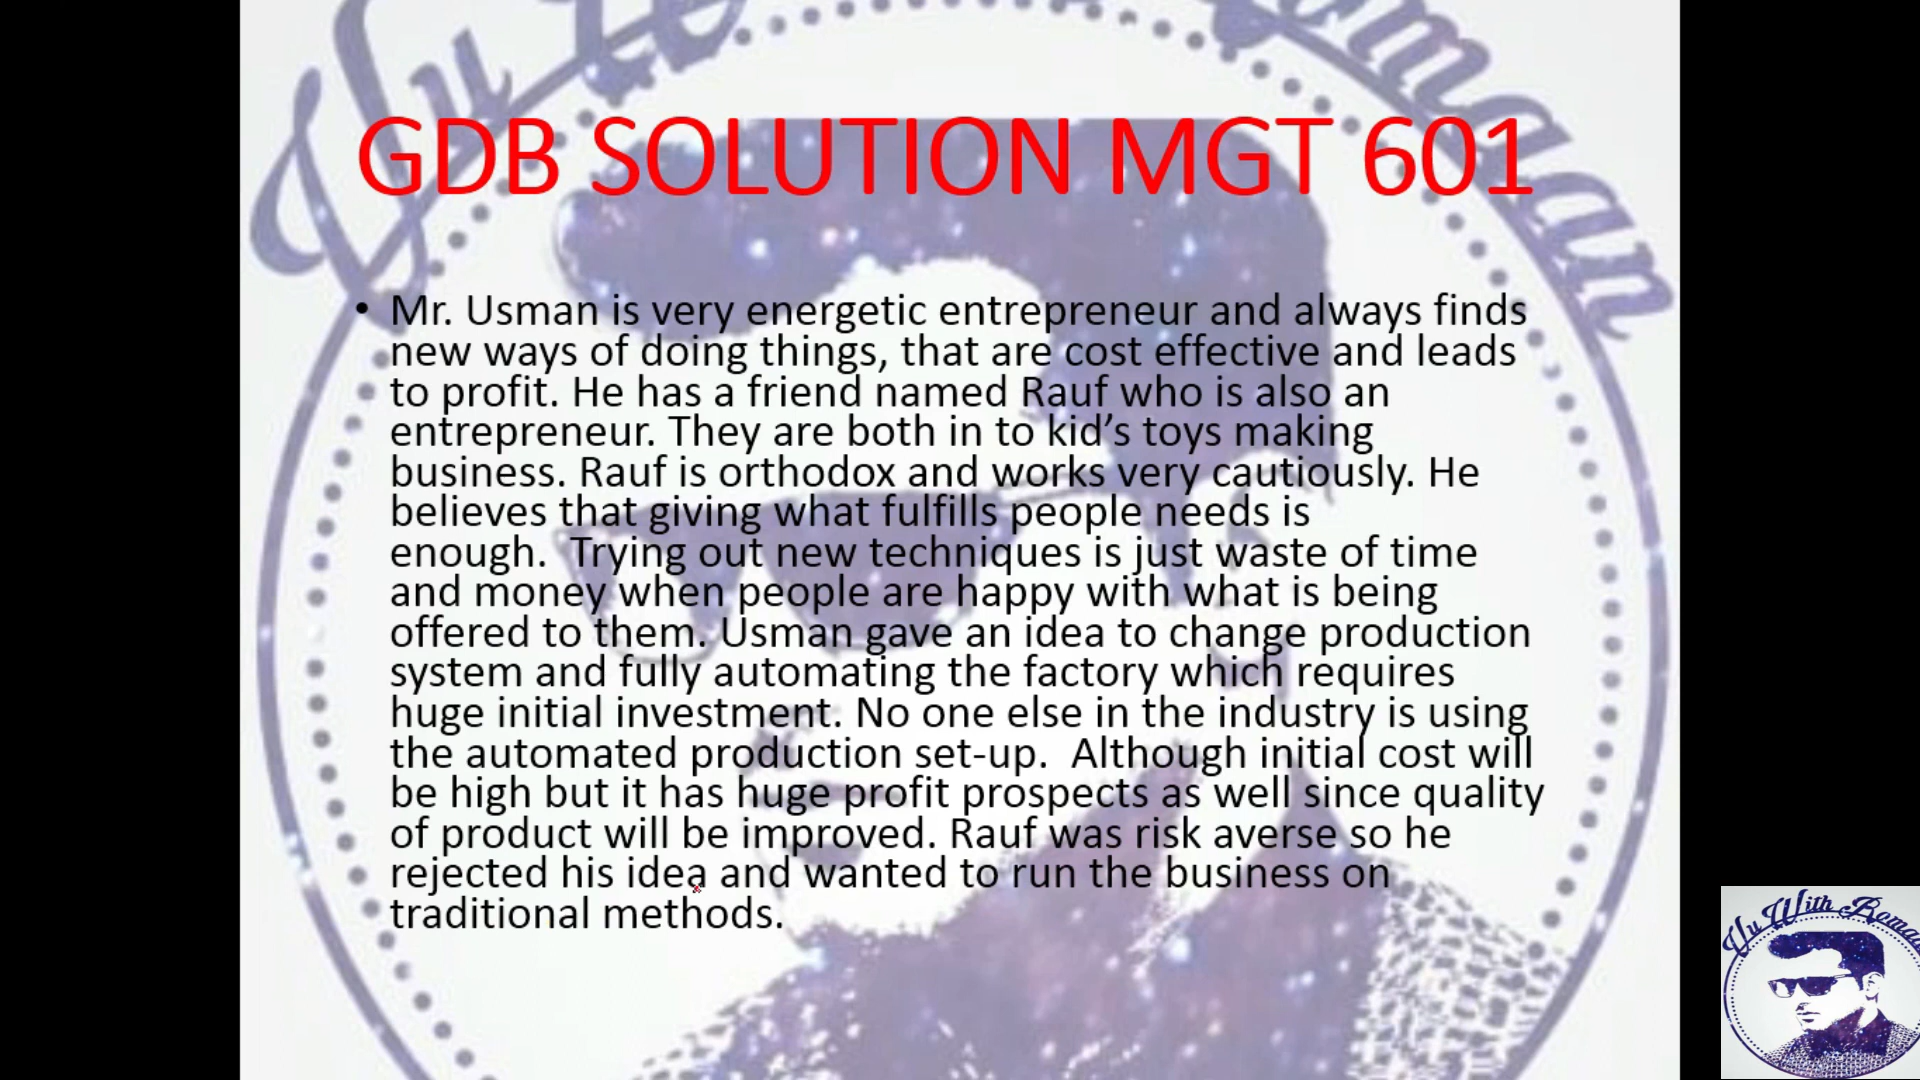 GDB SOLUTION MGT 601
• Mr. Usman is very energetic entrepreneur and always finds
new ways of doing things, that are cost effective and leads
to profit. He has a friend named Rauf who is also an
entrepreneur. They are both in to kid’s toys making
business. Rauf is orthodox and works very cautiously. He
believes that giving what fulfills people needs is
enough.  Trying out new techniques is just waste of time
and money when people are happy with what is being
offered to them. Usman gave an idea to change production
system and fully automating the factory which requires
huge initial investment. No one else in the industry is using
the automated production set-up.  Although initial cost will
be high but it has huge profit prospects as well since quality
of product will be improved. Rauf was risk averse so he
rejected his idea and wanted to run the business on
traditional methods.
Vu With